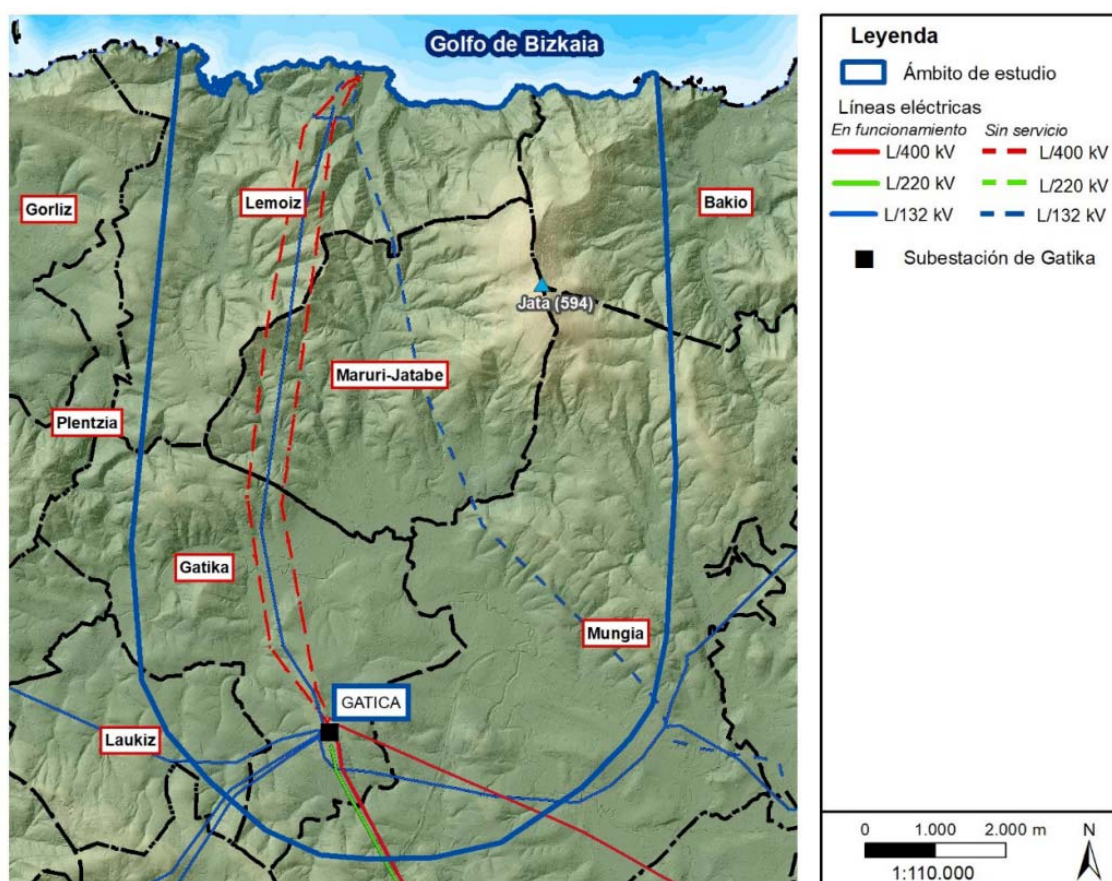 Golfo de Bizkaia
Gorliz
Lemoiz
Bakio
Jata (594)
Maruri-Jatabe
Plentzia
Gatika
Mungia
GATICA
Laukiz
Leyenda
Ámbito de estudio
Líneas eléctricas
En funcionamiento Sin servicio
L/400 kV L/400 kV
L/220 kV L/220 kV
L/132 kV L/132 kV
Subestación de Gatika
0 1.000 2.000 m N
1:110.000